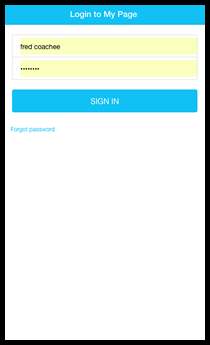 Login to My Page
fred coachee
••••••••
SIGN IN
Forgot password